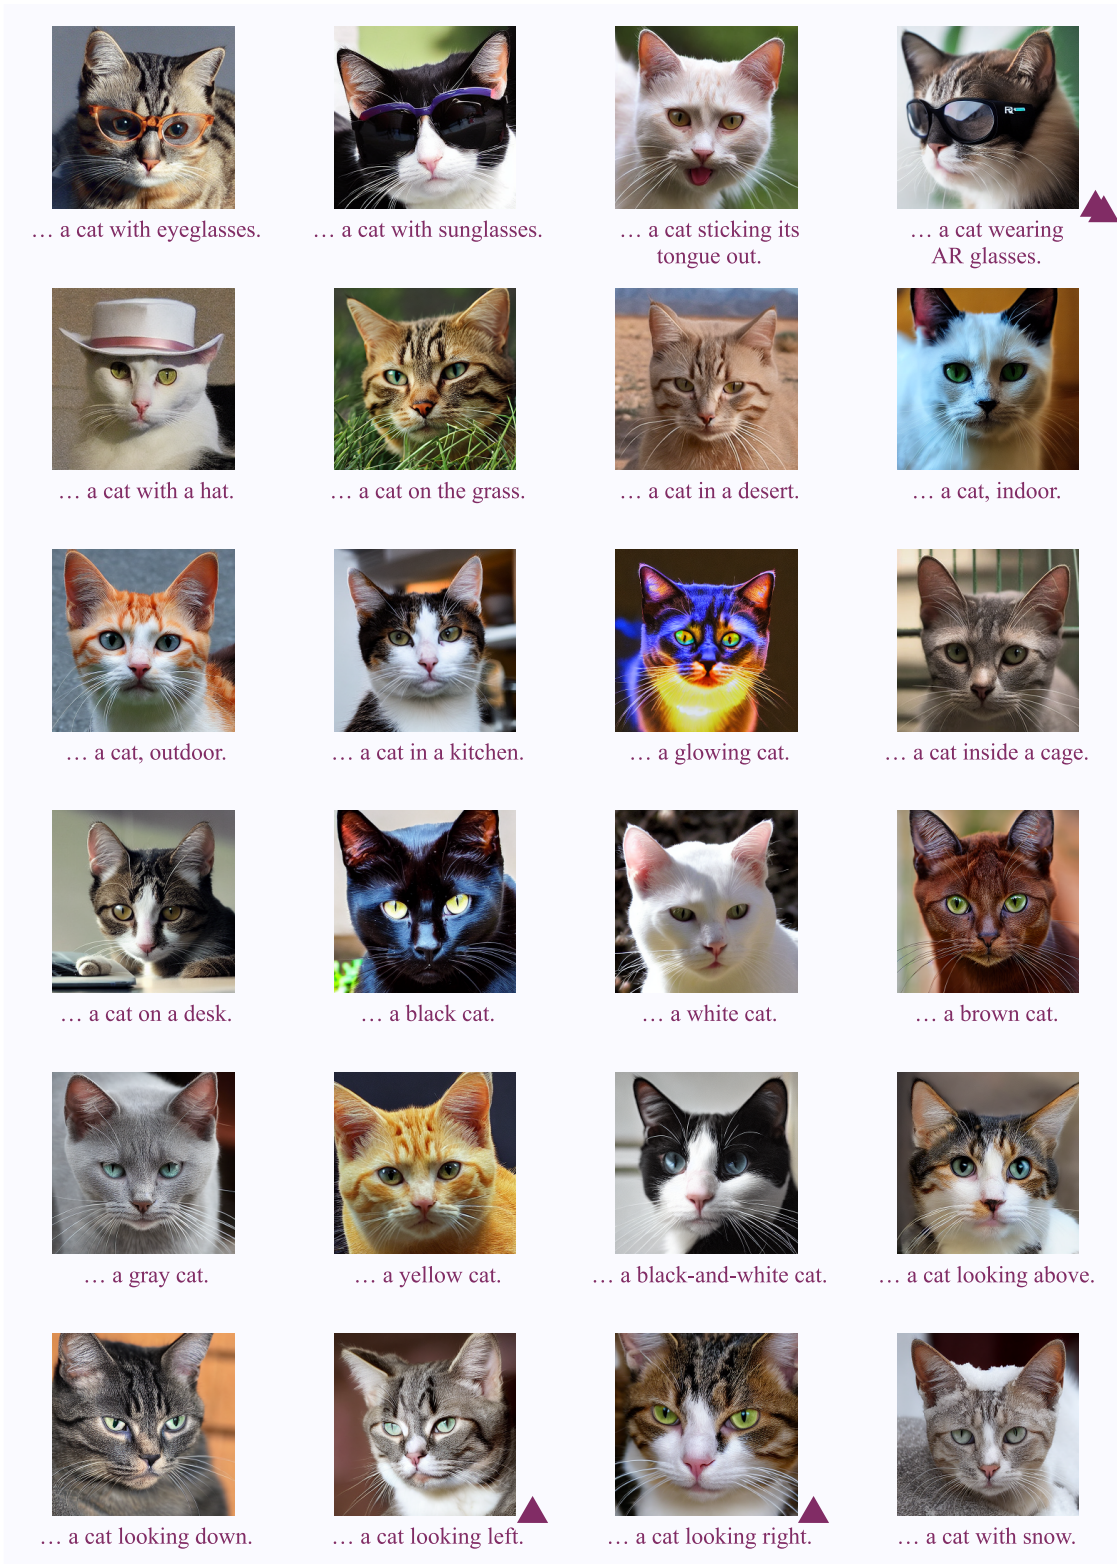 … a cat with eyeglasses.
… a cat with sunglasses.
… a cat sticking its
tongue out.
… a cat wearing
AR glasses.
… a cat with a hat.
… a cat on the grass.
… a cat in a desert.
… a cat, indoor.
… a cat, outdoor.
… a cat in a kitchen.
… a glowing cat.
… a cat inside a cage.
… a cat on a desk.
… a black cat.
… a white cat.
… a brown cat.
… a gray cat.
… a yellow cat.
… a black-and-white cat.
… a cat looking above.
… a cat looking down.
… a cat looking left.
… a cat looking right.
… a cat with snow.